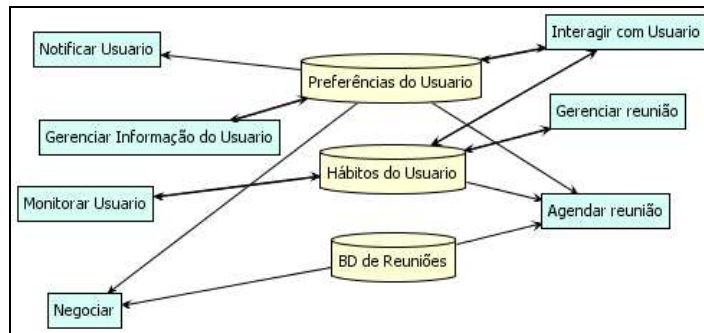 Interagir com Usuario
Notificar Usuario
Preferências do Usuario
Gerenciar reunião
Gerenciar Informação do Usuario
Hábitos do Usuario
Monitorar Usuario
Agendar reunião
BD de Reuniões
Negociar